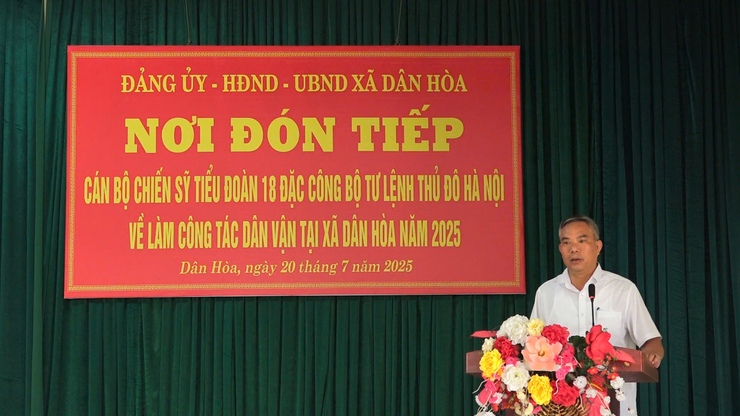 ĐẢNG ỦY - HĐND - UBND XÃ DÂN HÒA
NƠI ĐÓN TIẾP
CÁN BỘ CHIẾN SỸ TIỂU ĐOÀN 18 ĐẶC CÔNG BỘ TƯ LỆNH THỦ ĐÔ HÀ NỘI
VỀ LÀM CÔNG TÁC DÂN VẬN TẠI XÃ DÂN HÒA NĂM 2025
Dân Hòa, ngày 20 tháng 7 năm 2025